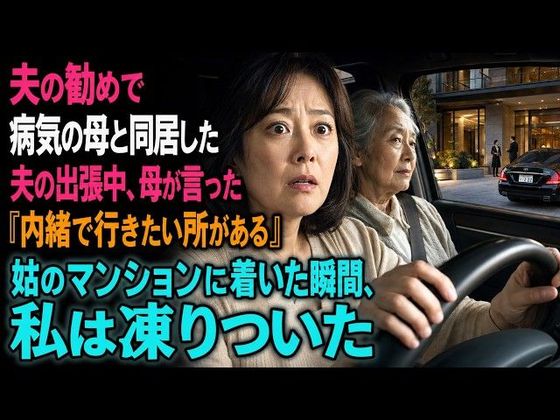 夫の勧めで
病気の母と同居した
夫の出張中、母が言った
『内緒で行きたい所がある』
姑のマンションに着いた瞬間、
私は凍りついた